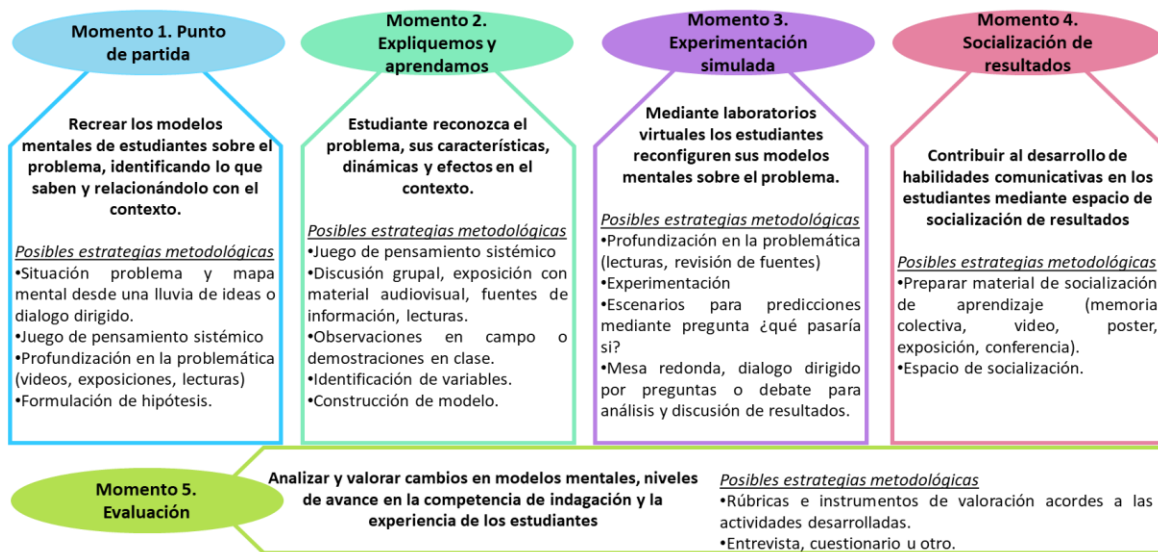 Momento 1. Punto
de partida
Recrear los modelos
mentales de estudiantes sobre el
problema, identificando lo que
saben y relacionándolo con el
contexto.
Posibles estrategias metodológicas
•Situación problema y mapa
mental desde una lluvia de ideas o
dialogo dirigido.
•Juego de pensamiento sistémico
•Profundización en la problemática
(videos, exposiciones, lecturas)
•Formulación de hipótesis.
Momento 2.
Expliquemos y
aprendamos
Estudiante reconozca el
problema, sus características,
dinámicas y efectos en el
contexto.
Posibles estrategias metodológicas
•Juego de pensamiento sistémico
•Discusión grupal, exposición con
material audiovisual, fuentes de
información, lecturas.
•Observaciones en campo o
demostraciones en clase.
•Identificación de variables.
•Construcción de modelo.
Momento 3.
Experimentación
simulada
Mediante laboratorios
virtuales los estudiantes
reconfiguren sus modelos
mentales sobre el problema.
Posibles estrategias metodológicas
•Profundización en la problemática
(lecturas, revisión de fuentes)
•Experimentación
•Escenarios para predicciones
mediante pregunta ¿qué pasaría
si?
•Mesa redonda, dialogo dirigido
por preguntas o debate para
análisis y discusión de resultados.
Momento 4.
Socialización de
resultados
Contribuir al desarrollo de
habilidades comunicativas en los
estudiantes mediante espacio de
socialización de resultados
Posibles estrategias metodológicas
•Preparar material de socialización
de aprendizaje (memoria
colectiva, video, poster,
exposición, conferencia).
•Espacio de socialización.
Momento 5.
Evaluación
Analizar y valorar cambios en modelos mentales, niveles
de avance en la competencia de indagación y la
experiencia de los estudiantes
Posibles estrategias metodológicas
•Rúbricas e instrumentos de valoración acordes a las
actividades desarrolladas.
•Entrevista, cuestionario u otro.